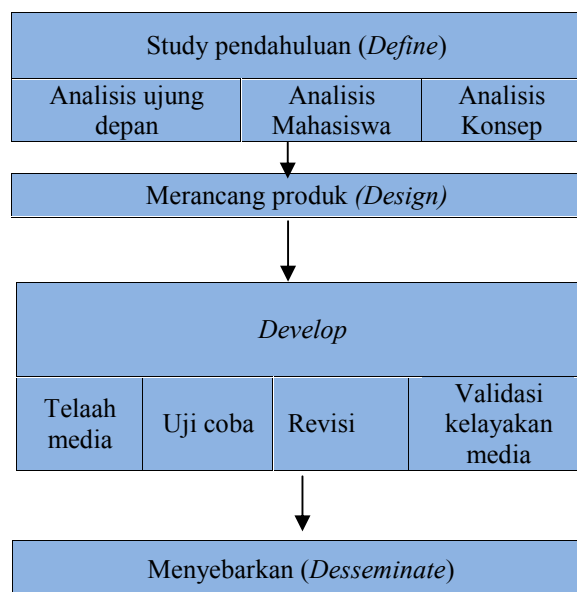 Study pendahuluan (Define)
Analisis ujung
depan
Analisis
Mahasiswa
Analisis
Konsep
Merancang produk (Design)
Develop
Telaah
media
Uji coba
Revisi
Validasi
kelayakan
media
Menyebarkan (Desseminate)